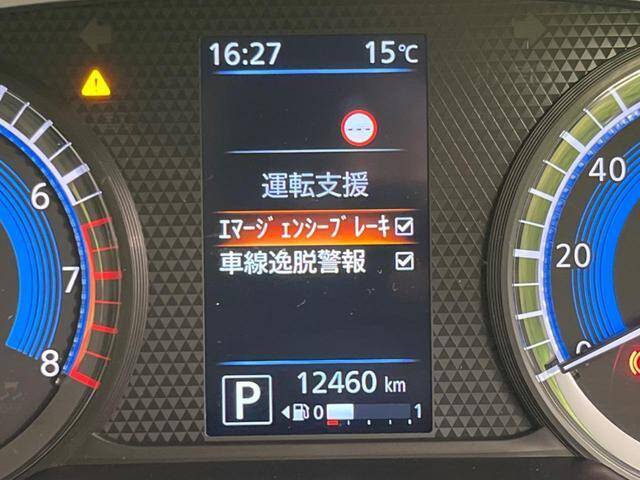 16:27 15℃
---
運転支援
エマージェンシーブレーキ
車線逸脱警報
P 12460 km
0 1
6
7
8
40
20
0